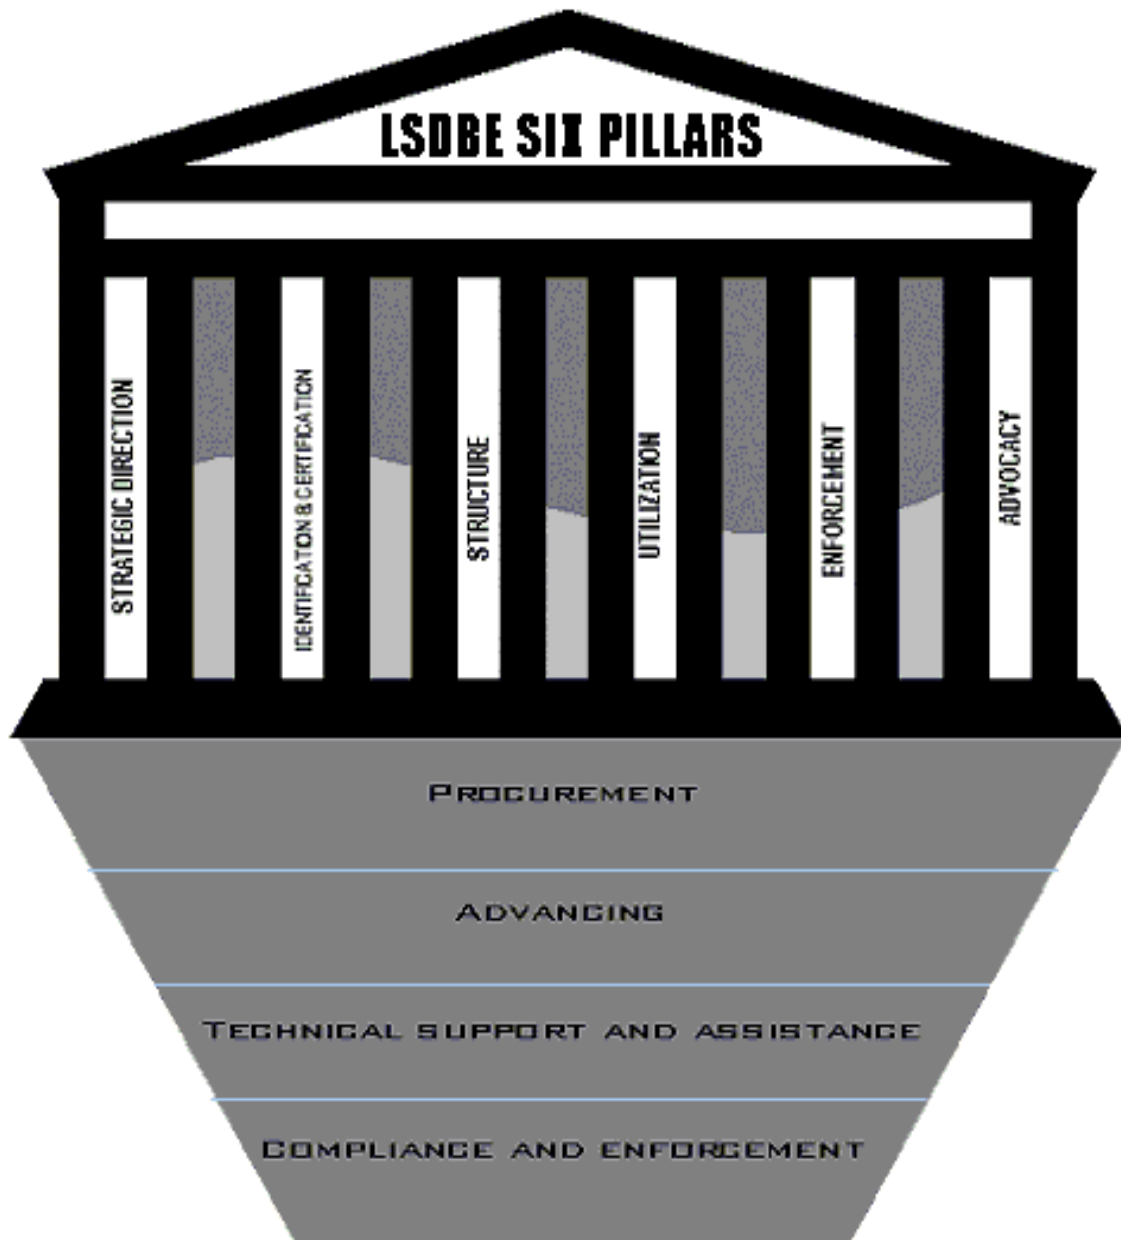 LSDBE SIX PILLARS
STRATEGIC DIRECTION
IDENTIFICATON & CERTIFICATION
STRUCTURE
UTILIZATION
ENFORCEMENT
ADVOCACY
PROCUREMENT
ADVANCING
TECHNICAL SUPPORT AND ASSISTANCE
COMPLIANCE AND ENFORCEMENT